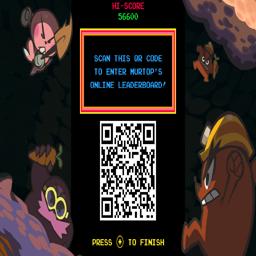 HI-SCORE
56600
SCAN THIS QR CODE
TO ENTER MURTOP'S
ONLINE LEADERBOARD!
PRESS + TO FINISH